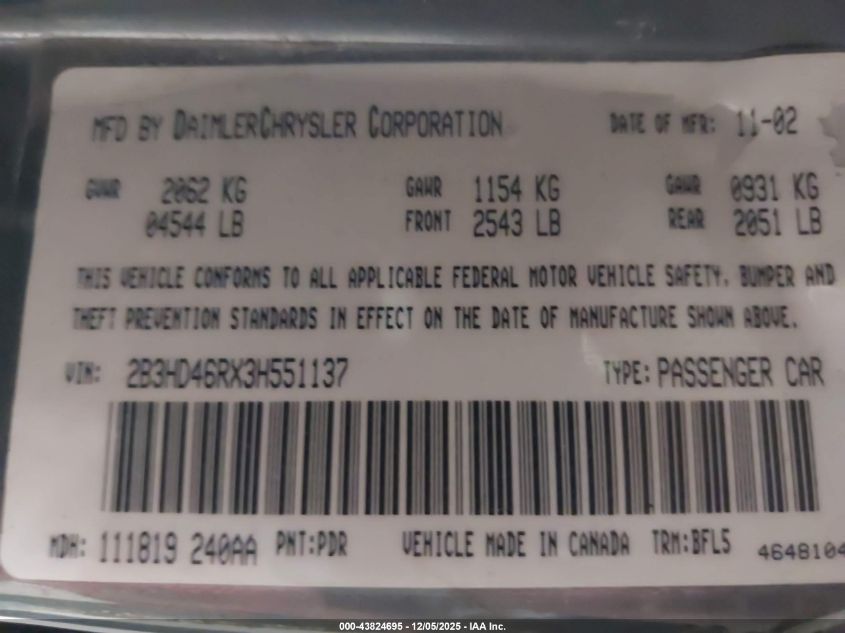 MFD BY DAIMLERCHRYSLER CORPORATION DATE OF MFR: 11-02
GVWR 2062 KG GAWR 1154 KG GAWR 0931 KG
04544 LB FRONT 2543 LB REAR 2051 LB
THIS VEHICLE CONFORMS TO ALL APPLICABLE FEDERAL MOTOR VEHICLE SAFETY, BUMPER AND
THEFT PREVENTION STANDARDS IN EFFECT ON THE DATE OF MANUFACTURE SHOWN ABOVE.
VIN: 2B3HD46RX3H551137 TYPE: PASSENGER CAR
MDH: 111819 240AA PNT:PDR VEHICLE MADE IN CANADA TRM:BFL5 4648104
000-43824695 - 12/05/2025 - IAA Inc.